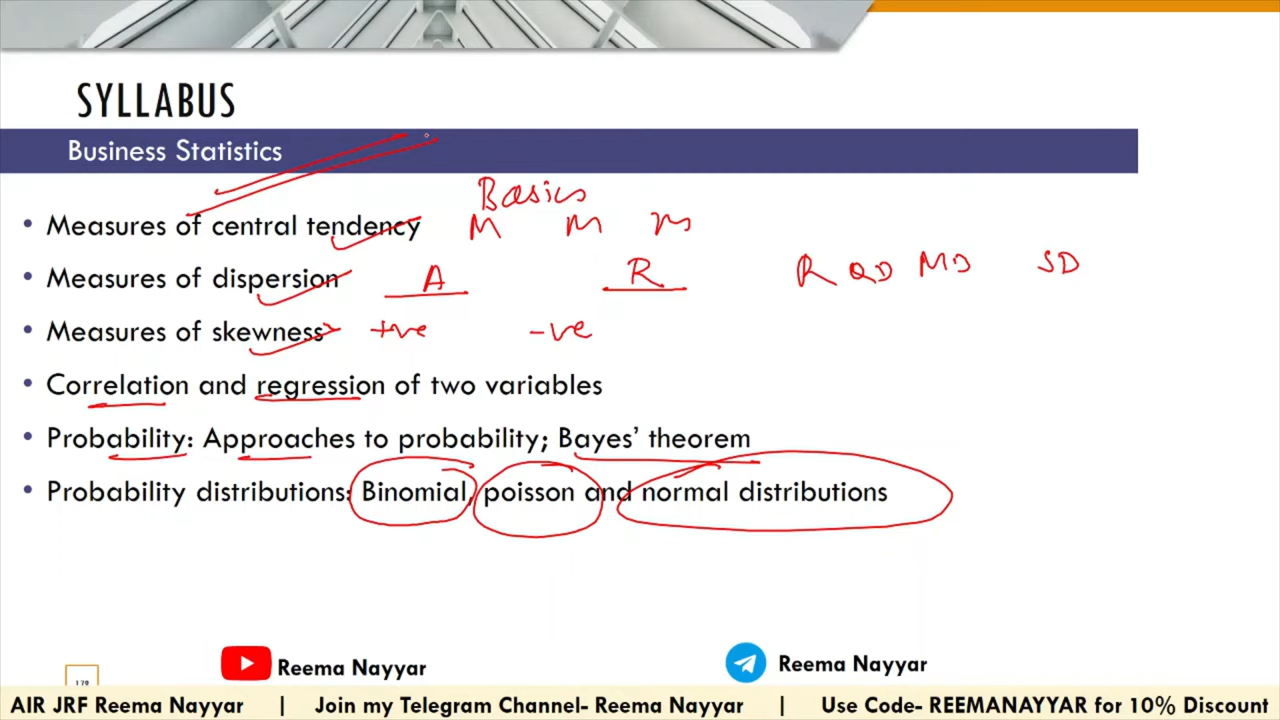 SYLLABUS
Business Statistics
Basics
• Measures of central tendency M M M
• Measures of dispersion A R R QD MD SD
• Measures of skewness +ve -ve
• Correlation and regression of two variables
• Probability: Approaches to probability; Bayes’ theorem
• Probability distributions: Binomial, poisson and normal distributions
Reema Nayyar Reema Nayyar
AIR JRF Reema Nayyar | Join my Telegram Channel- Reema Nayyar | Use Code- REEMANAYYAR for 10% Discount